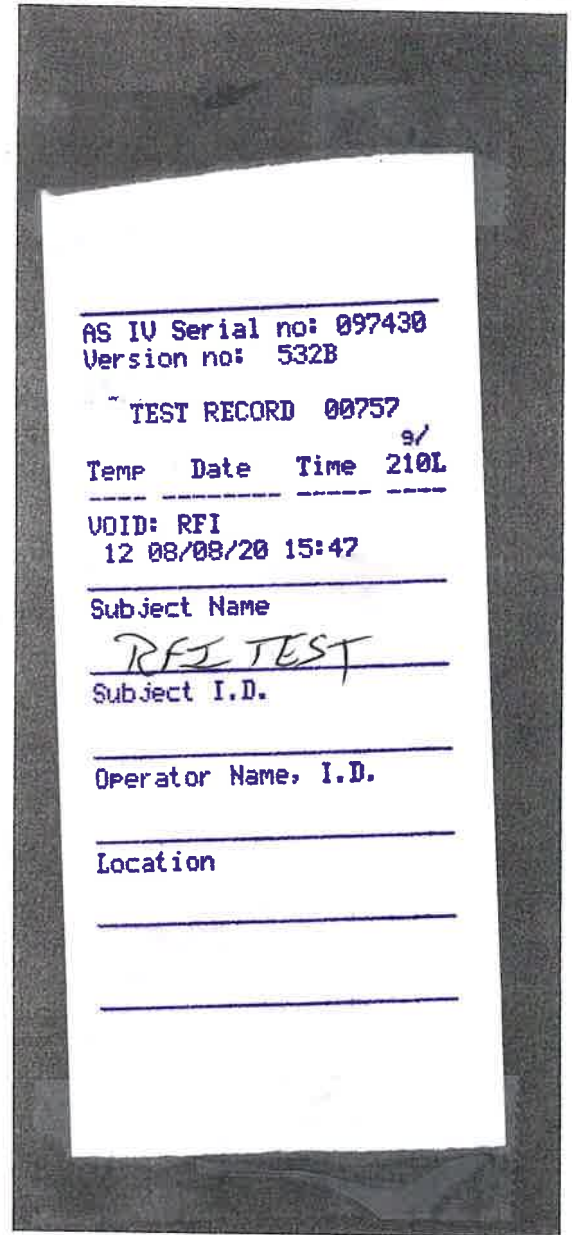 AS IV Serial no: 097430
Version no: 532B
TEST RECORD 00757
g/
Temp Date Time 210L
---- -------- ----- ----
VOID: RFI
12 08/08/20 15:47
Subject Name
RFI TEST
Subject I.D.
Operator Name, I.D.
Location